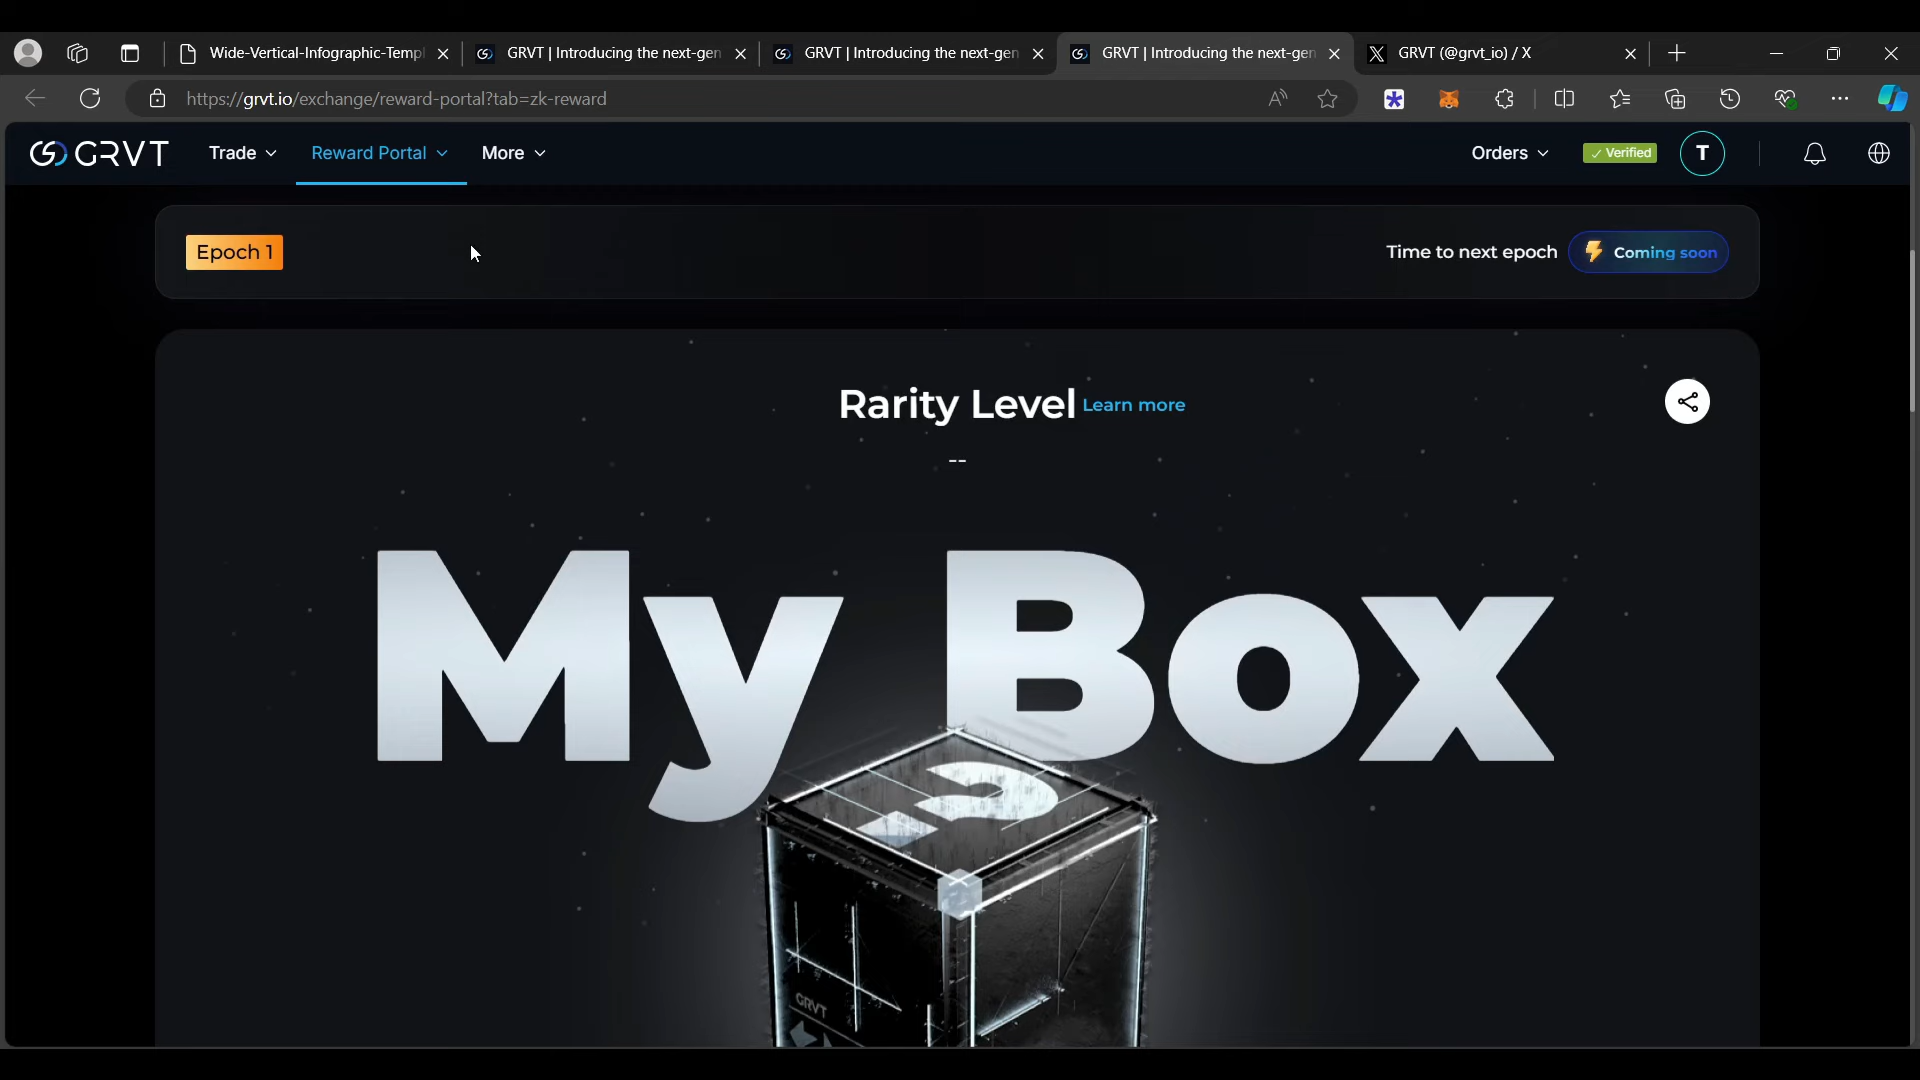 Wide-Vertical-Infographic-Templ
GRVT | Introducing the next-gen
GRVT | Introducing the next-gen
GRVT | Introducing the next-gen
GRVT (@grvt_io) / X
https://grvt.io/exchange/reward-portal?tab=zk-reward
GRVT
Trade
Reward Portal
More
Orders
✓ Verified
T
Epoch 1
Time to next epoch
Coming soon
Rarity Level Learn more
--
My Box
?
GRVT